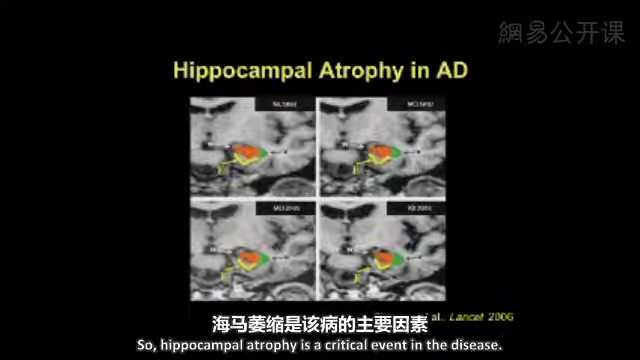 網易公开课
Hippocampal Atrophy in AD
al., Lancet 2006
海马萎缩是该病的主要因素
So, hippocampal atrophy is a critical event in the disease.